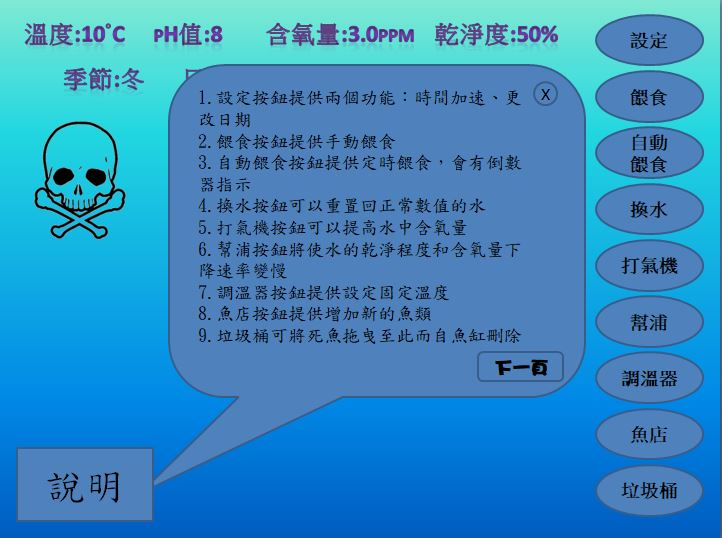 溫度:10°C PH值:8 含氧量:3.0PPM 乾淨度:50%
季節:冬
1.設定按鈕提供兩個功能：時間加速、更
改日期
2.餵食按鈕提供手動餵食
3.自動餵食按鈕提供定時餵食，會有倒數
器指示
4.換水按鈕可以重置回正常數值的水
5.打氣機按鈕可以提高水中含氧量
6.幫浦按鈕將使水的乾淨程度和含氧量下
降速率變慢
7.調溫器按鈕提供設定固定溫度
8.魚店按鈕提供增加新的魚類
9.垃圾桶可將死魚拖曳至此而自魚缸刪除
X
下一頁
說明
設定
餵食
自動
餵食
換水
打氣機
幫浦
調溫器
魚店
垃圾桶